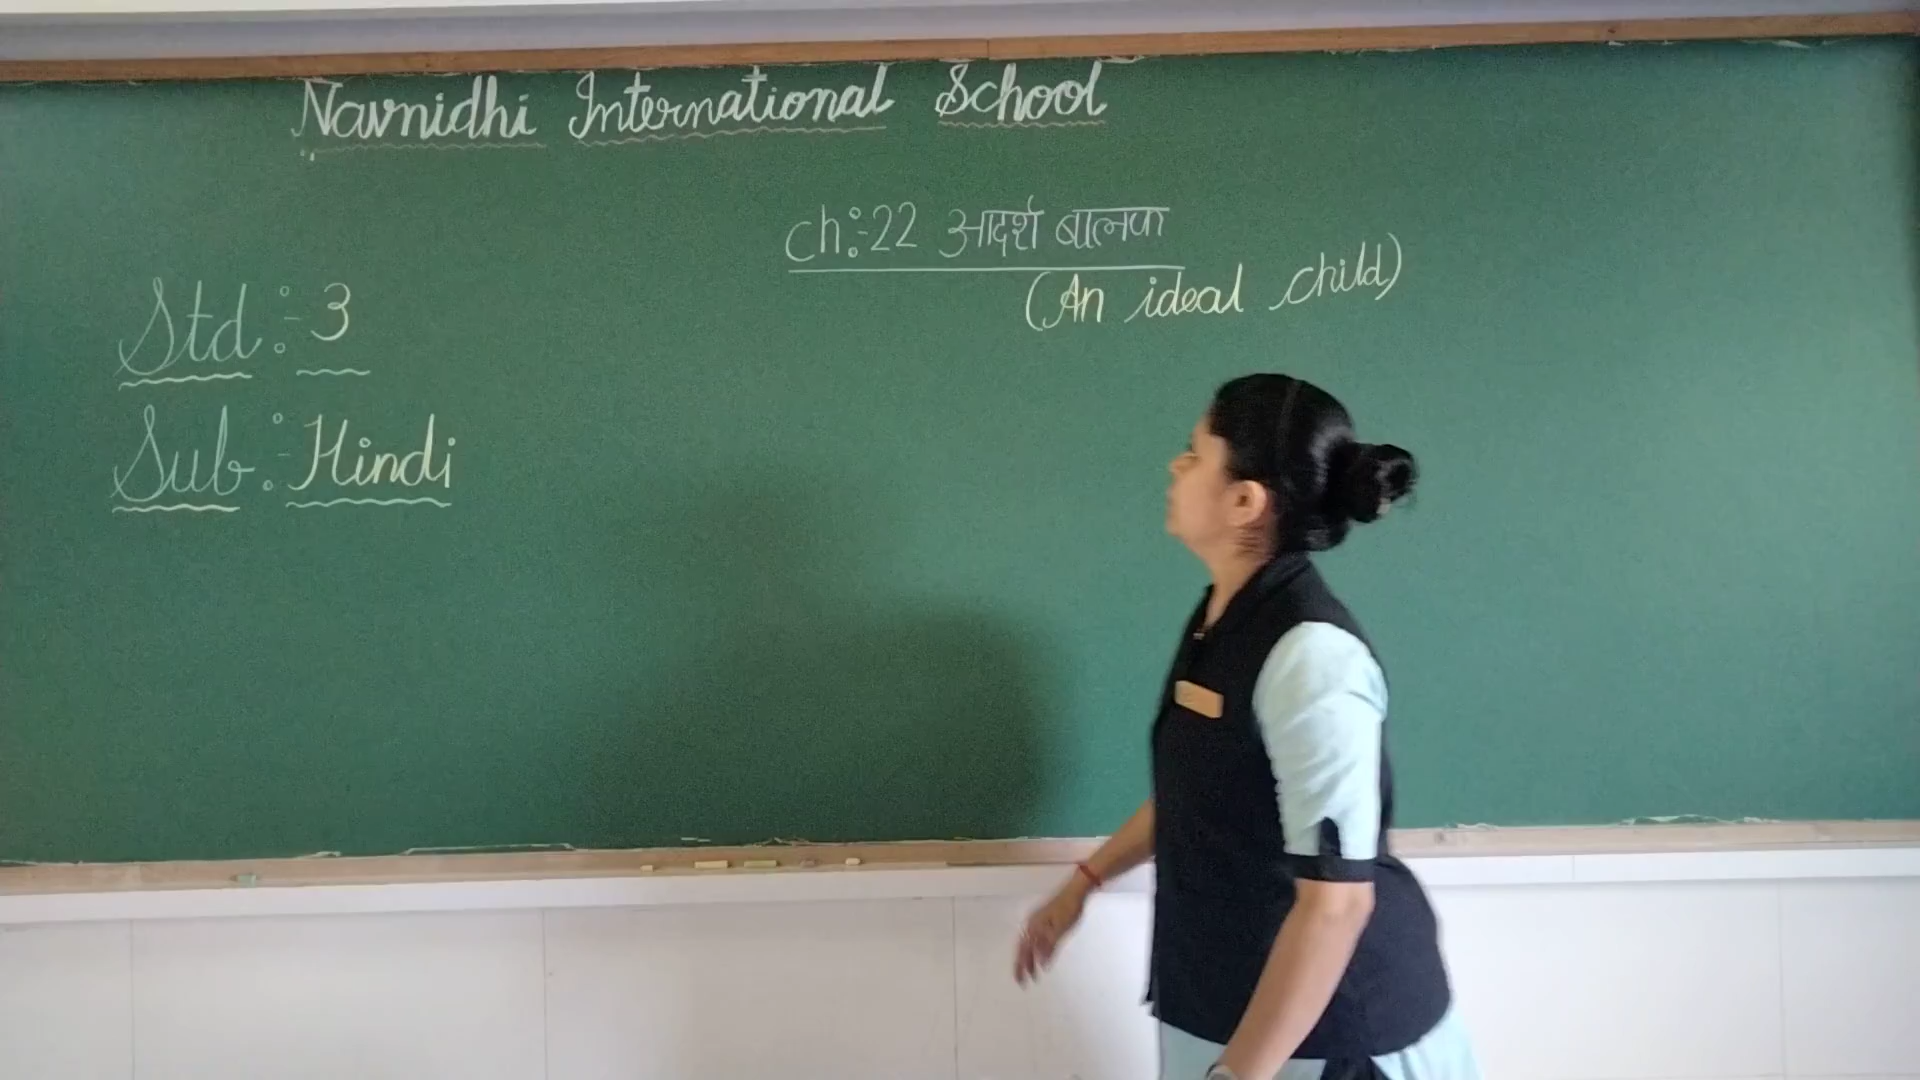 Navnidhi International School
ch:-22 आदर्श बालक
(An ideal child)
Std:-3
Sub:-Hindi